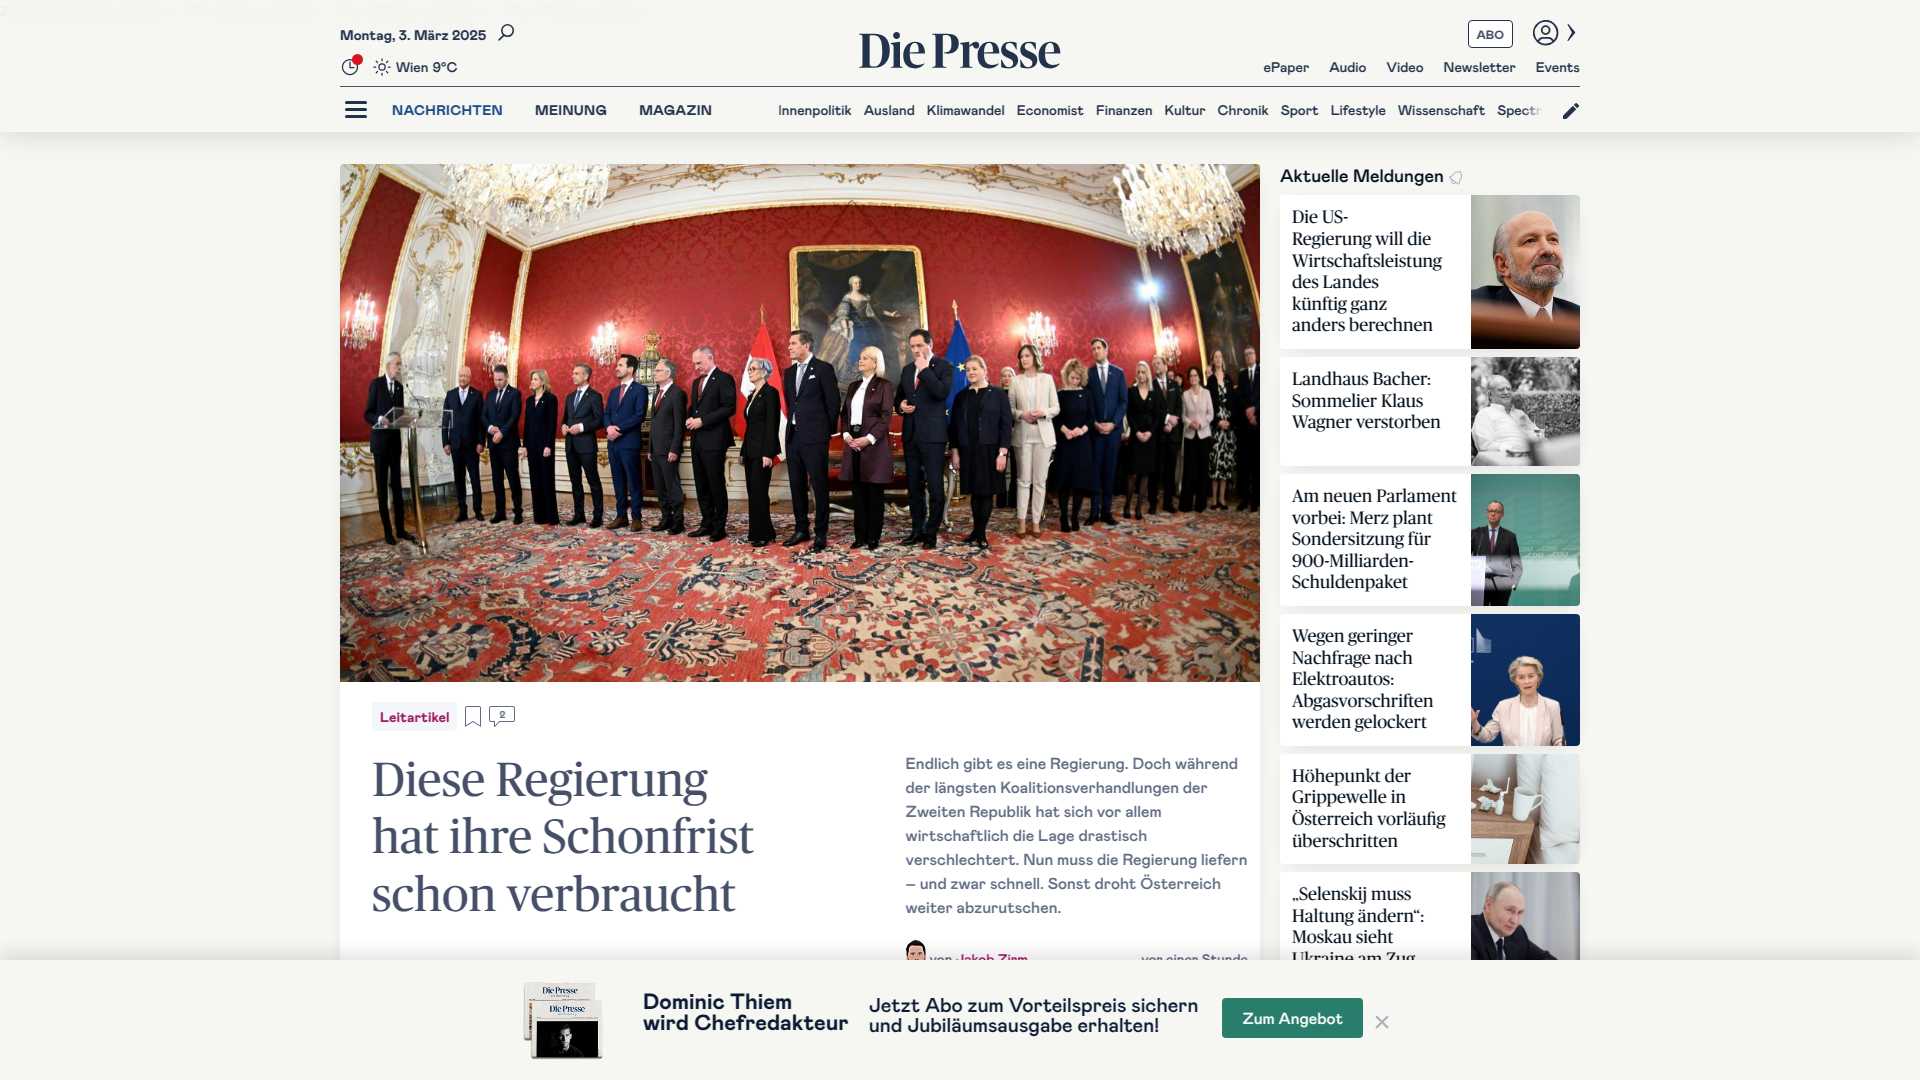 Montag, 3. März 2025
Die Presse
ABO
Wien 9°C
ePaper Audio Video Newsletter Events
NACHRICHTEN MEINUNG MAGAZIN
Innenpolitik Ausland Klimawandel Economist Finanzen Kultur Chronik Sport Lifestyle Wissenschaft Spectr
Leitartikel
2
Diese Regierung
hat ihre Schonfrist
schon verbraucht
Endlich gibt es eine Regierung. Doch während
der längsten Koalitionsverhandlungen der
Zweiten Republik hat sich vor allem
wirtschaftlich die Lage drastisch
verschlechtert. Nun muss die Regierung liefern
– und zwar schnell. Sonst droht Österreich
weiter abzurutschen.
von Jakob Zirm vor einer Stunde
Aktuelle Meldungen
Die US-
Regierung will die
Wirtschaftsleistung
des Landes
künftig ganz
anders berechnen
Landhaus Bacher:
Sommelier Klaus
Wagner verstorben
Am neuen Parlament
vorbei: Merz plant
Sondersitzung für
900-Milliarden-
Schuldenpaket
Wegen geringer
Nachfrage nach
Elektroautos:
Abgasvorschriften
werden gelockert
Höhepunkt der
Grippewelle in
Österreich vorläufig
überschritten
„Selenskij muss
Haltung ändern“:
Moskau sieht
Ukraine am Zug
Die Presse
Die Presse
Dominic Thiem
wird Chefredakteur
Jetzt Abo zum Vorteilspreis sichern
und Jubiläumsausgabe erhalten!
Zum Angebot